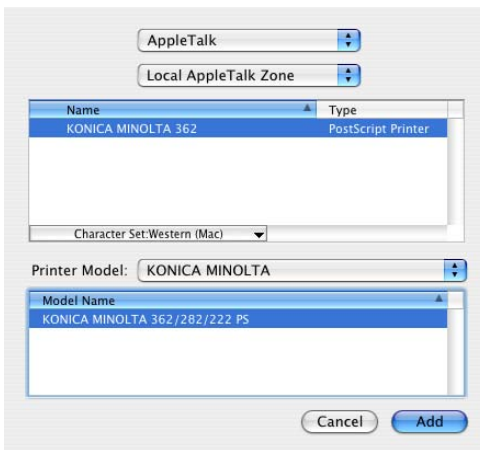 AppleTalk
Local AppleTalk Zone
Name Type
KONICA MINOLTA 362 PostScript Printer
Character Set:Western (Mac)
Printer Model: KONICA MINOLTA
Model Name
KONICA MINOLTA 362/282/222 PS
Cancel Add